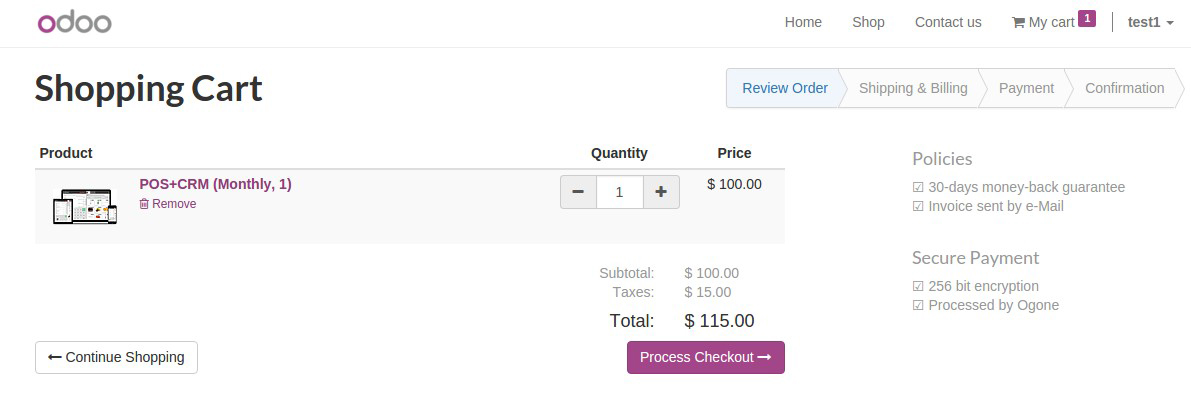 odoo
Home Shop Contact us My cart 1 test1
Shopping Cart
Review Order Shipping & Billing Payment Confirmation
Product Quantity Price
POS+CRM (Monthly, 1)
Remove
− 1 + $ 100.00
Subtotal: $ 100.00
Taxes: $ 15.00
Total: $ 115.00
← Continue Shopping
Process Checkout →
Policies
☑ 30-days money-back guarantee
☑ Invoice sent by e-Mail
Secure Payment
☑ 256 bit encryption
☑ Processed by Ogone